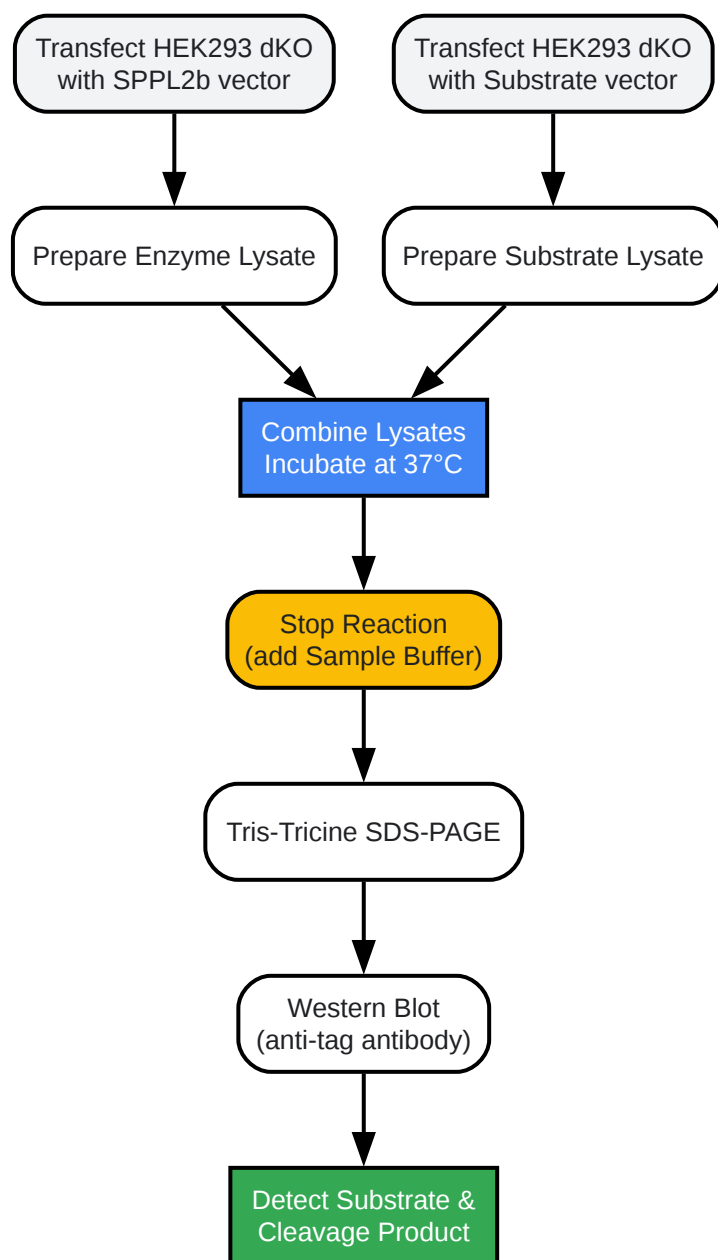 Transfect HEK293 dKO
with SPPL2b vector
Transfect HEK293 dKO
with Substrate vector
Prepare Enzyme Lysate
Prepare Substrate Lysate
Combine Lysates
Incubate at 37°C
Stop Reaction
(add Sample Buffer)
Tris-Tricine SDS-PAGE
Western Blot
(anti-tag antibody)
Detect Substrate &
Cleavage Product